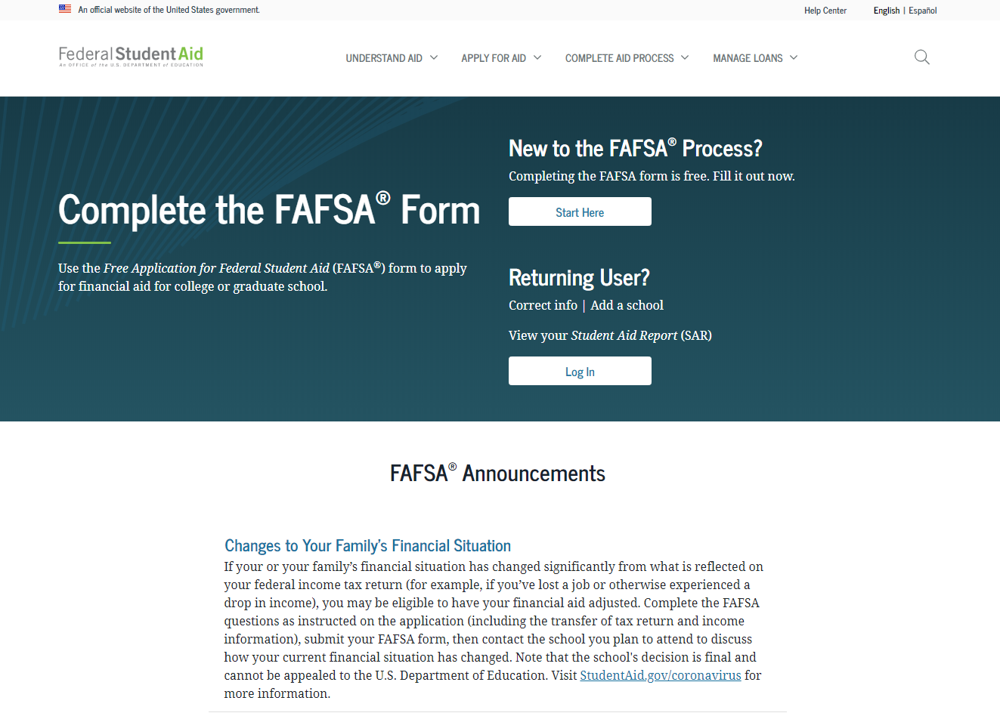 An official website of the United States government.
Help Center
English | Español
Federal Student Aid
An OFFICE of the U.S. DEPARTMENT of EDUCATION
UNDERSTAND AID
APPLY FOR AID
COMPLETE AID PROCESS
MANAGE LOANS
Complete the FAFSA® Form
Use the Free Application for Federal Student Aid (FAFSA®) form to apply
for financial aid for college or graduate school.
New to the FAFSA® Process?
Completing the FAFSA form is free. Fill it out now.
Start Here
Returning User?
Correct info | Add a school
View your Student Aid Report (SAR)
Log In
FAFSA® Announcements
Changes to Your Family’s Financial Situation
If your or your family’s financial situation has changed significantly from what is reflected on
your federal income tax return (for example, if you’ve lost a job or otherwise experienced a
drop in income), you may be eligible to have your financial aid adjusted. Complete the FAFSA
questions as instructed on the application (including the transfer of tax return and income
information), submit your FAFSA form, then contact the school you plan to attend to discuss
how your current financial situation has changed. Note that the school's decision is final and
cannot be appealed to the U.S. Department of Education. Visit StudentAid.gov/coronavirus for
more information.